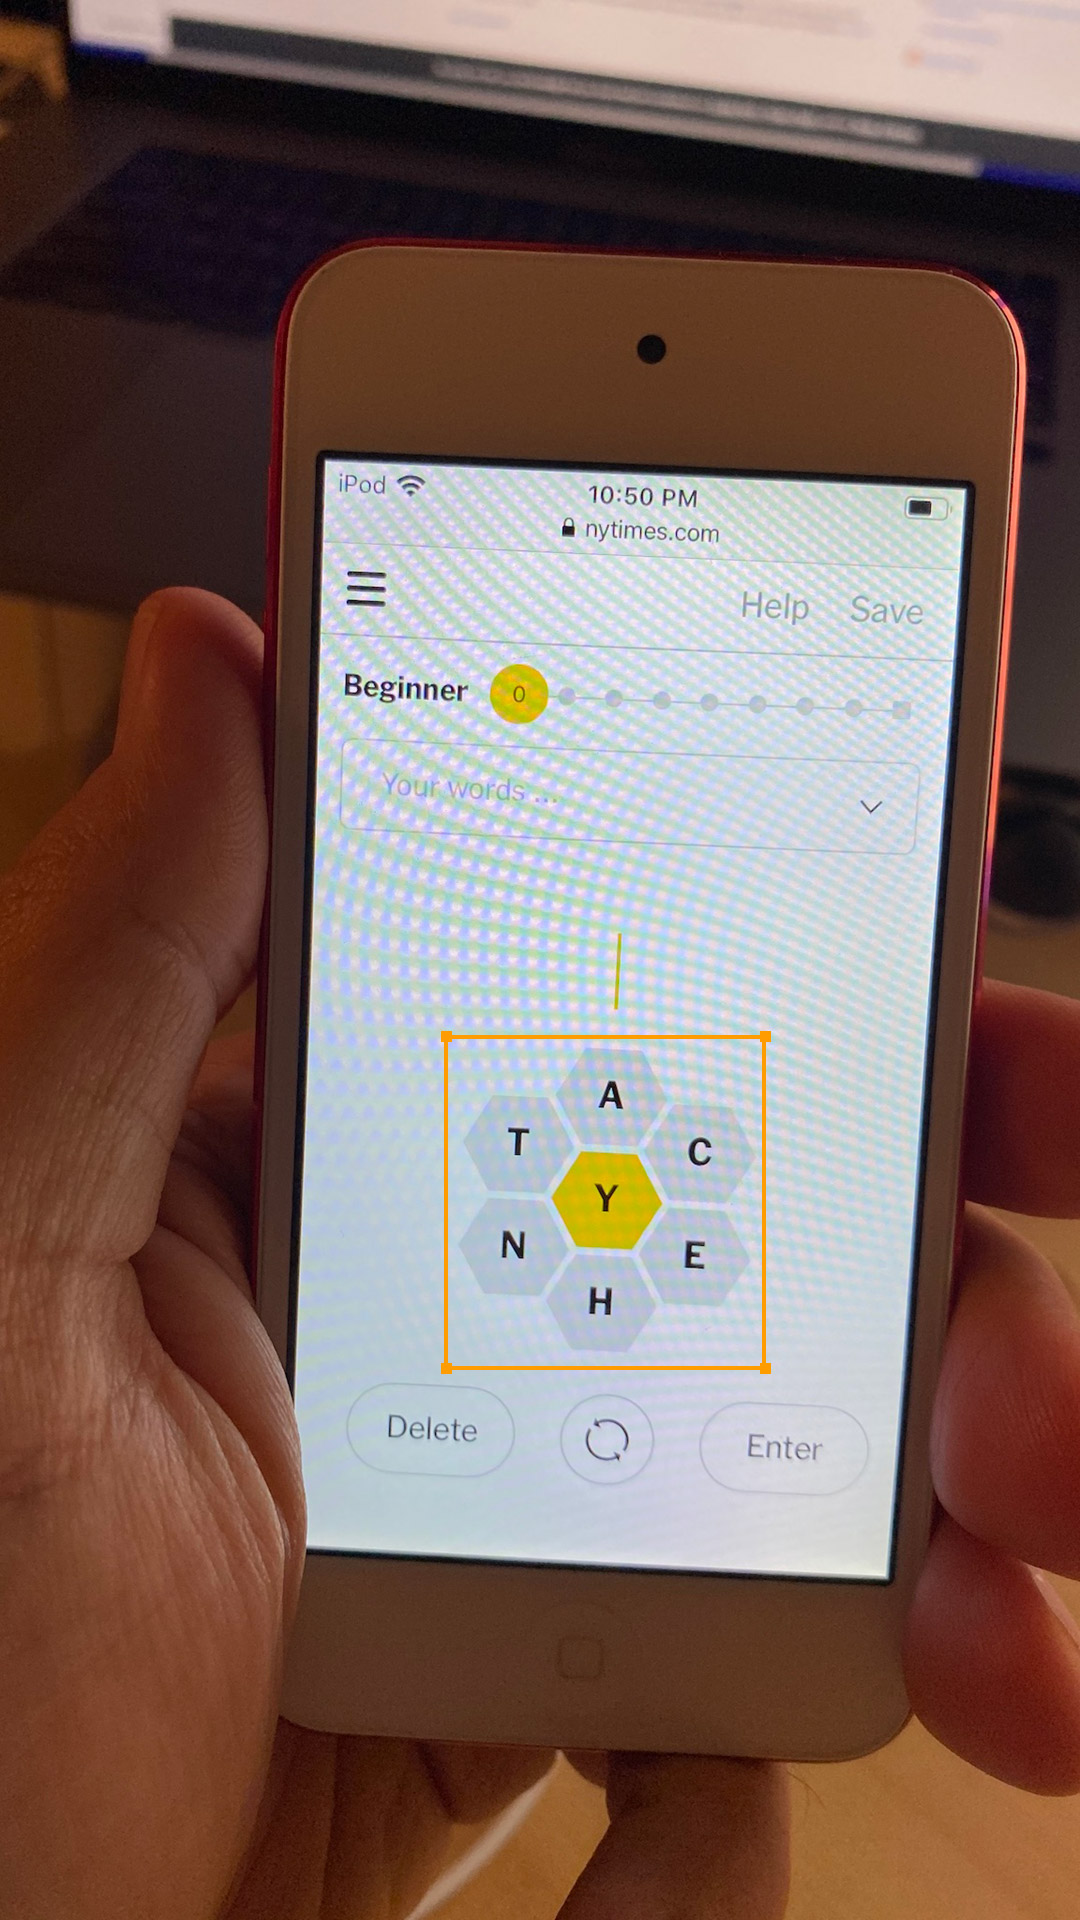 iPod
10:50 PM
nytimes.com
Help Save
Beginner 0
Your words ...
A
T C
Y
N E
H
Delete Enter